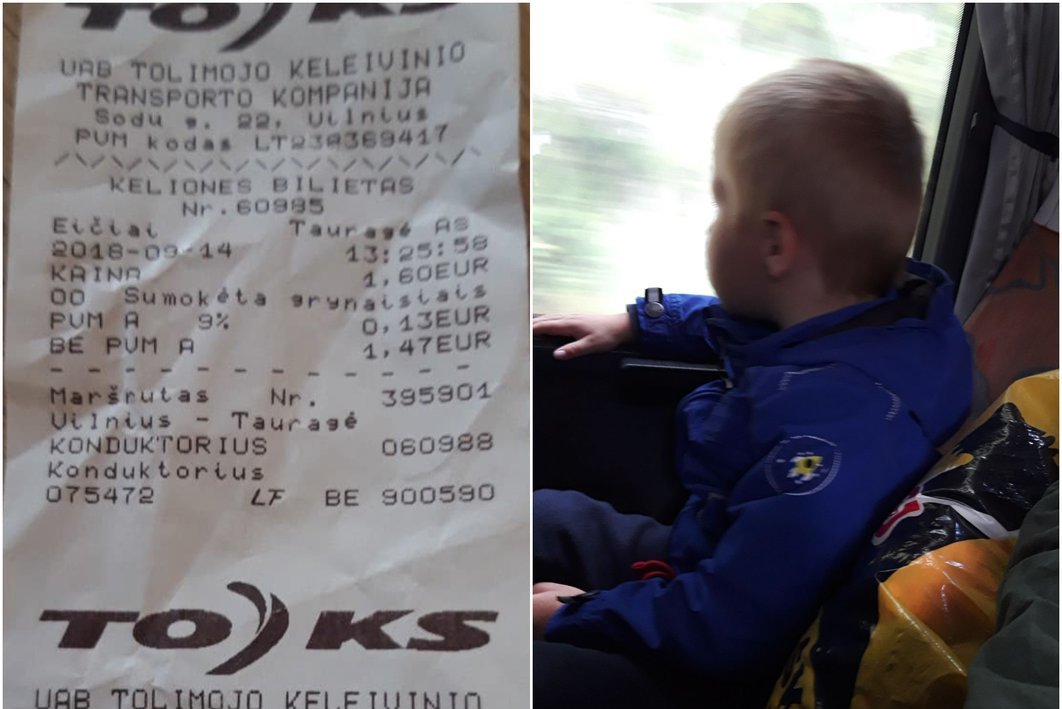 TOKS
UAB TOLIMOJO KELEIVINIO
TRANSPORTO KOMPANIJA
Sodu g. 22, Vilnius
PVM kodas LT238369417
KELIONES BILIETAS
Nr.60985
Eičiai Tauragė AS
2018-09-14 13:25:58
KAINA 1,60EUR
00 Sumokėta grynaisiais
PVM A 9% 0,13EUR
BE PVM A 1,47EUR
Maršrutas Nr. 395901
Vilnius - Tauragė
KONDUKTORIUS 060988
Konduktorius
075472 LF BE 900590
TOKS
UAB TOLIMOJO KELEIVINIO